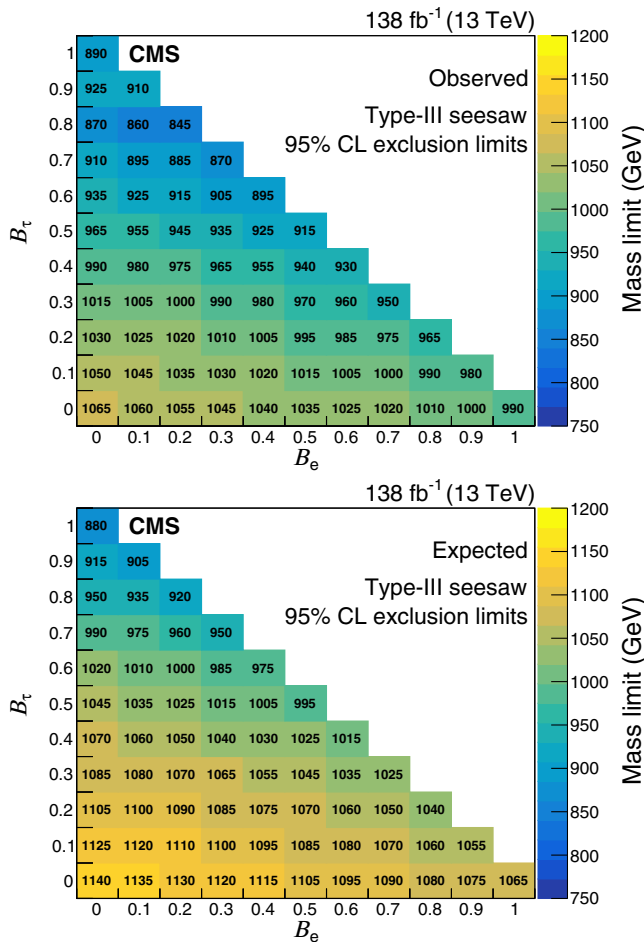 138 fb⁻¹ (13 TeV)
CMS
Observed
Type-III seesaw
95% CL exclusion limits
1 890
0.9 925 910
0.8 870 860 845
0.7 910 895 885 870
0.6 935 925 915 905 895
0.5 965 955 945 935 925 915
0.4 990 980 975 965 955 940 930
0.3 1015 1005 1000 990 980 970 960 950
0.2 1030 1025 1020 1010 1005 995 985 975 965
0.1 1050 1045 1035 1030 1020 1015 1005 1000 990 980
0 1065 1060 1055 1045 1040 1035 1025 1020 1010 1000 990
0 0.1 0.2 0.3 0.4 0.5 0.6 0.7 0.8 0.9 1
Bτ
Be
1200
1150
1100
1050
1000
950
900
850
800
750
Mass limit (GeV)
138 fb⁻¹ (13 TeV)
CMS
Expected
Type-III seesaw
95% CL exclusion limits
1 880
0.9 915 905
0.8 950 935 920
0.7 990 975 960 950
0.6 1020 1010 1000 985 975
0.5 1045 1035 1025 1015 1005 995
0.4 1070 1060 1050 1040 1030 1025 1015
0.3 1085 1080 1070 1065 1055 1045 1035 1025
0.2 1105 1100 1090 1085 1075 1070 1060 1050 1040
0.1 1125 1120 1110 1100 1095 1085 1080 1070 1060 1055
0 1140 1135 1130 1120 1115 1105 1095 1090 1080 1075 1065
0 0.1 0.2 0.3 0.4 0.5 0.6 0.7 0.8 0.9 1
Bτ
Be
1200
1150
1100
1050
1000
950
900
850
800
750
Mass limit (GeV)